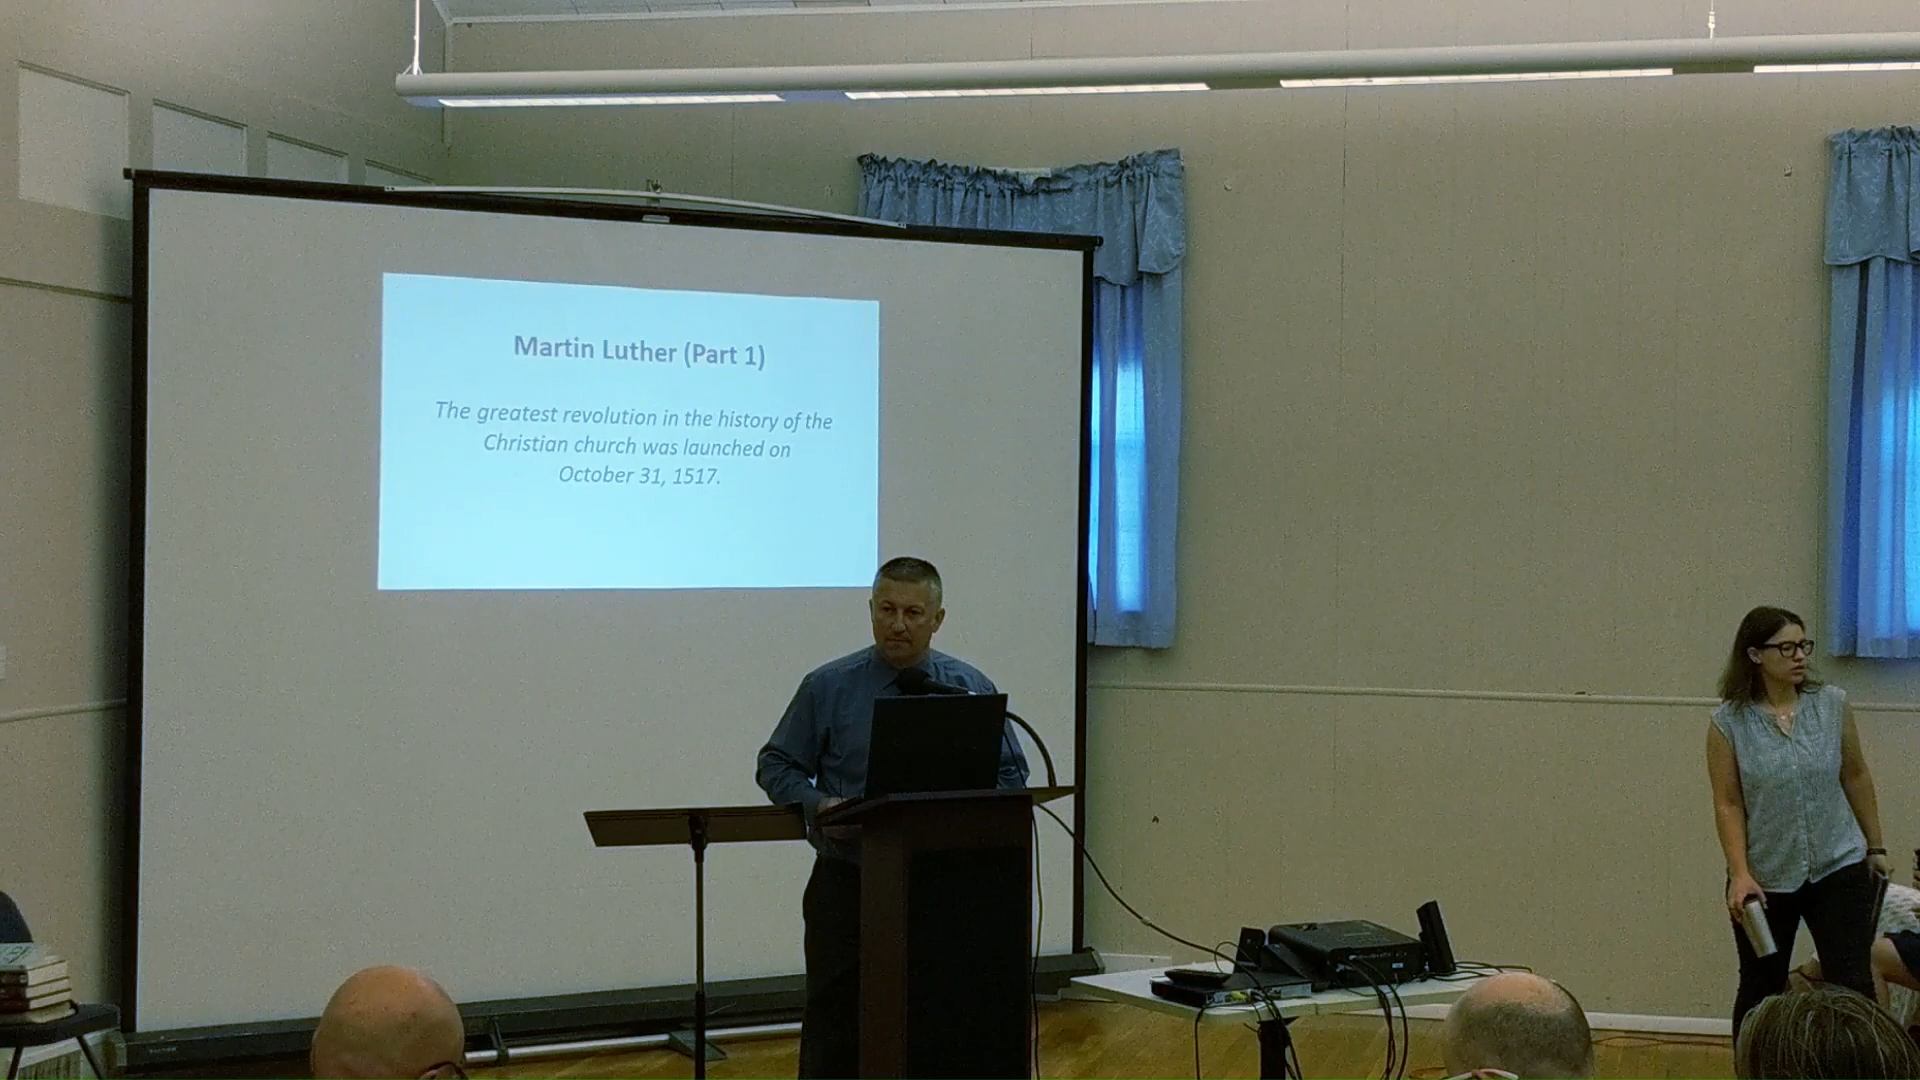 Martin Luther (Part 1)
The greatest revolution in the history of the
Christian church was launched on
October 31, 1517.